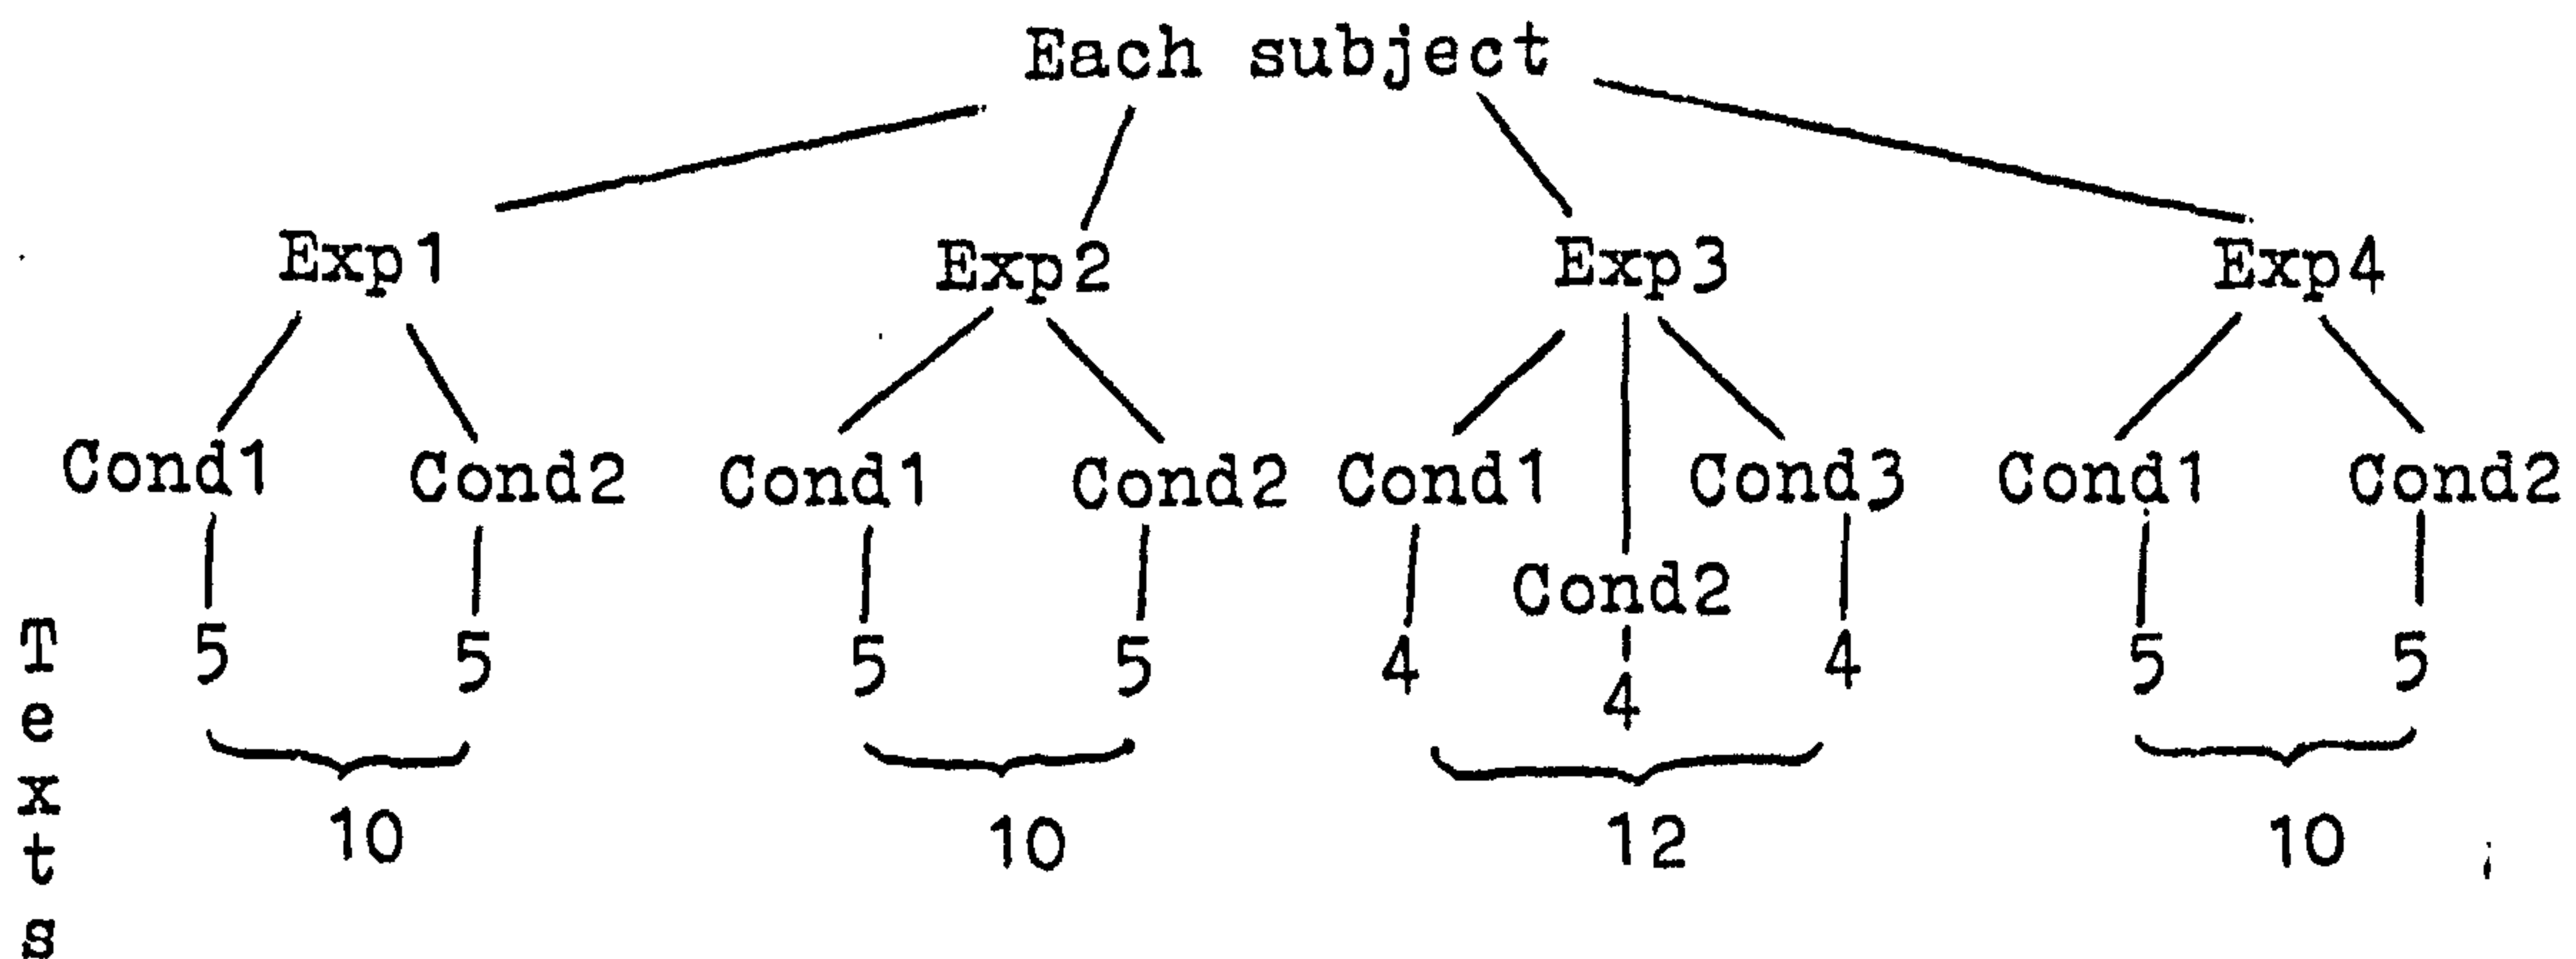 Each subject
Exp1 Exp2 Exp3 Exp4
Cond1 Cond2 Cond1 Cond2 Cond1 Cond3 Cond1 Cond2
Cond2
5 5 5 5 4 4 5 5
4
10 10 12 10
Texts